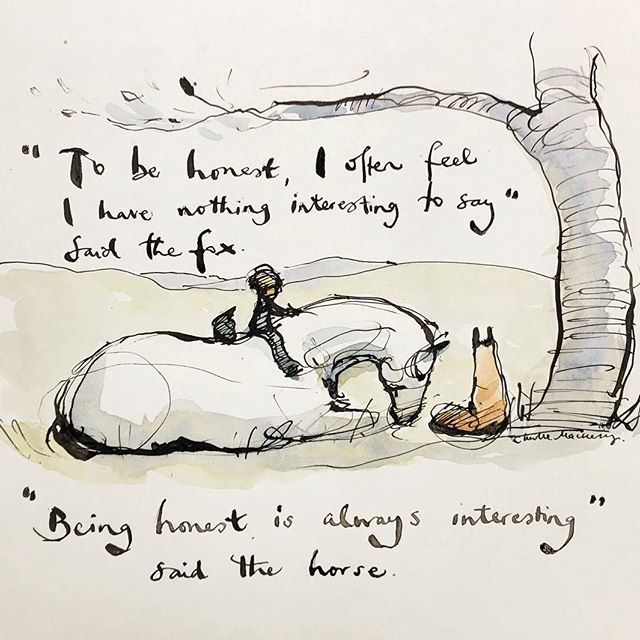 "To be honest, I often feel
I have nothing interesting to say"
said the fox.
Charlie Mackesy.
"Being honest is always interesting"
said the horse.